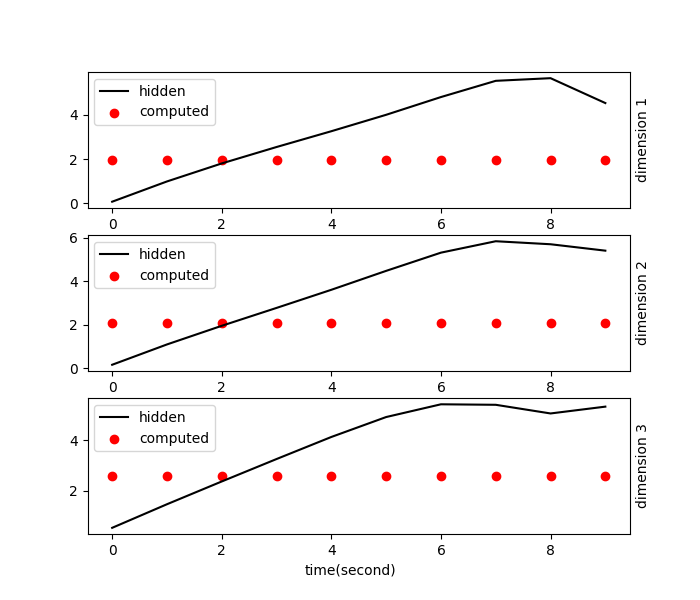 hidden
computed
4
2
0
dimension 1
0 2 4 6 8
hidden
computed
6
4
2
0
dimension 2
0 2 4 6 8
hidden
computed
4
2
dimension 3
0 2 4 6 8
time(second)